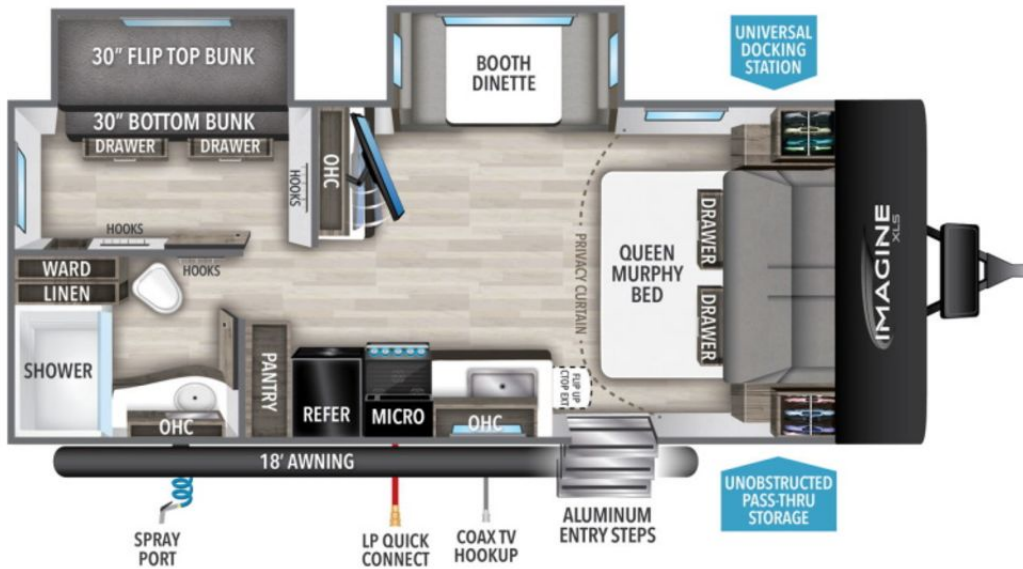 30" FLIP TOP BUNK
30" BOTTOM BUNK
DRAWER
DRAWER
HOOKS
OHC
BOOTH
DINETTE
UNIVERSAL
DOCKING
STATION
HOOKS
HOOKS
WARD
LINEN
SHOWER
OHC
PANTRY
REFER
MICRO
OHC
FLIP UP
CTOP EXT
PRIVACY CURTAIN
QUEEN
MURPHY
BED
DRAWER
DRAWER
IMAGINE
XLS
18' AWNING
SPRAY
PORT
LP QUICK
CONNECT
COAX TV
HOOKUP
ALUMINUM
ENTRY STEPS
UNOBSTRUCTED
PASS-THRU
STORAGE